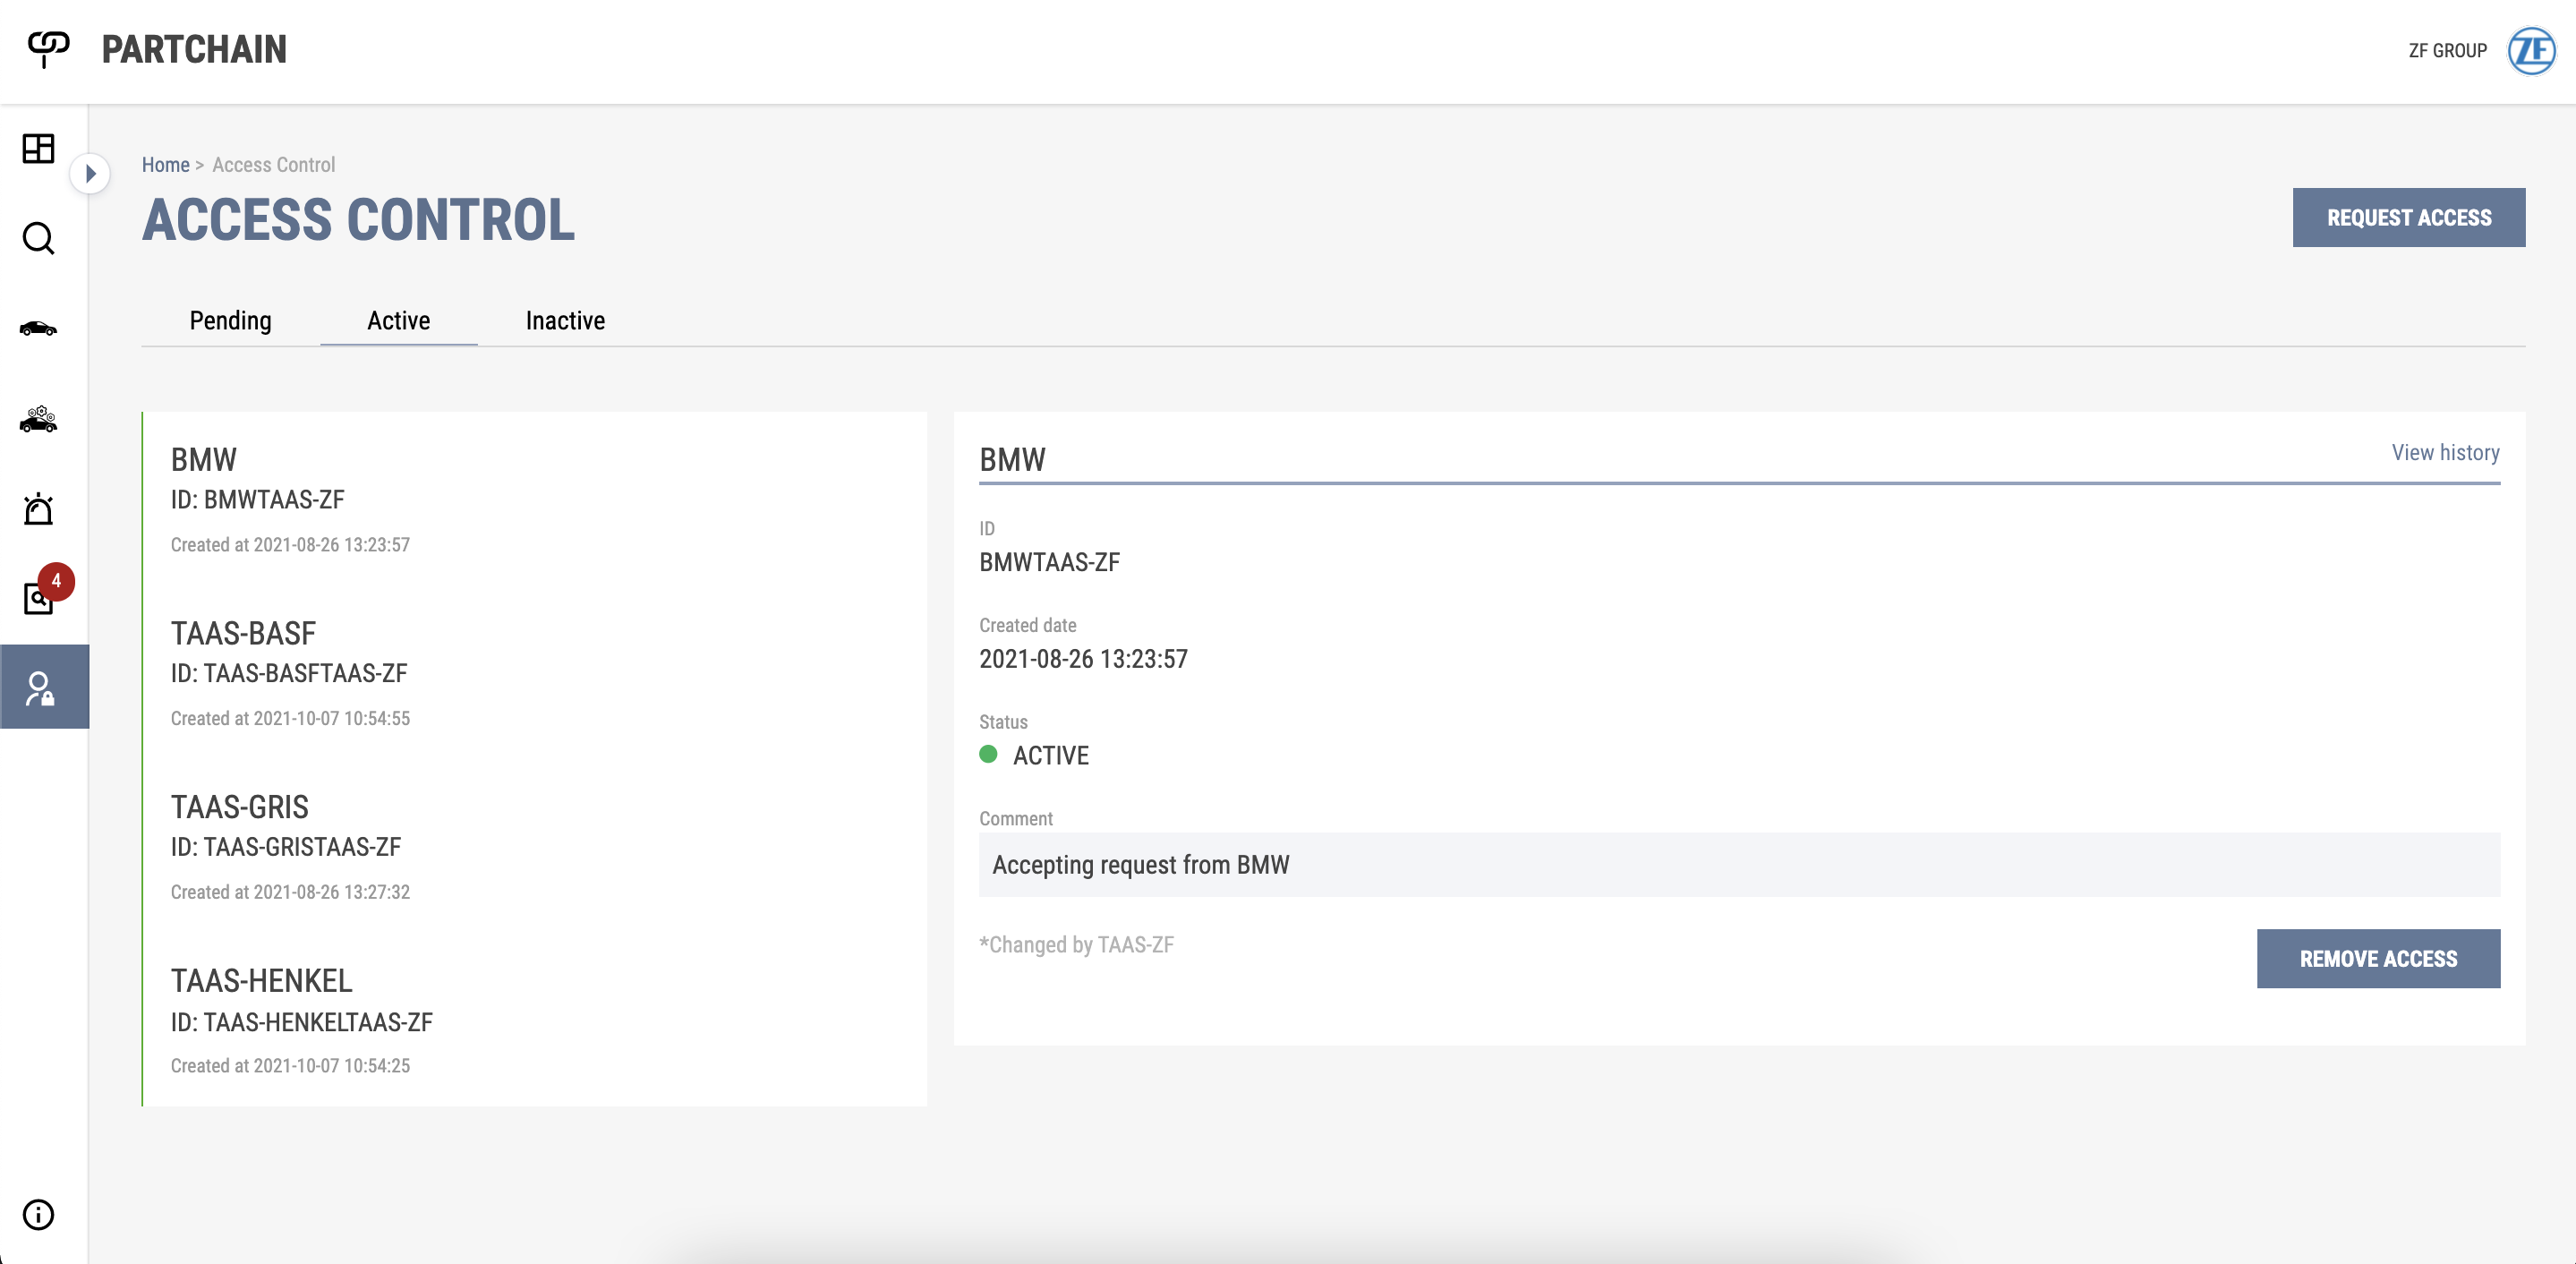 PARTCHAIN
ZF GROUP
ZF
Home > Access Control
ACCESS CONTROL
REQUEST ACCESS
Pending
Active
Inactive
4
BMW
ID: BMWTAAS-ZF
Created at 2021-08-26 13:23:57
TAAS-BASF
ID: TAAS-BASFTAAS-ZF
Created at 2021-10-07 10:54:55
TAAS-GRIS
ID: TAAS-GRISTAAS-ZF
Created at 2021-08-26 13:27:32
TAAS-HENKEL
ID: TAAS-HENKELTAAS-ZF
Created at 2021-10-07 10:54:25
BMW
View history
ID
BMWTAAS-ZF
Created date
2021-08-26 13:23:57
Status
ACTIVE
Comment
Accepting request from BMW
*Changed by TAAS-ZF
REMOVE ACCESS